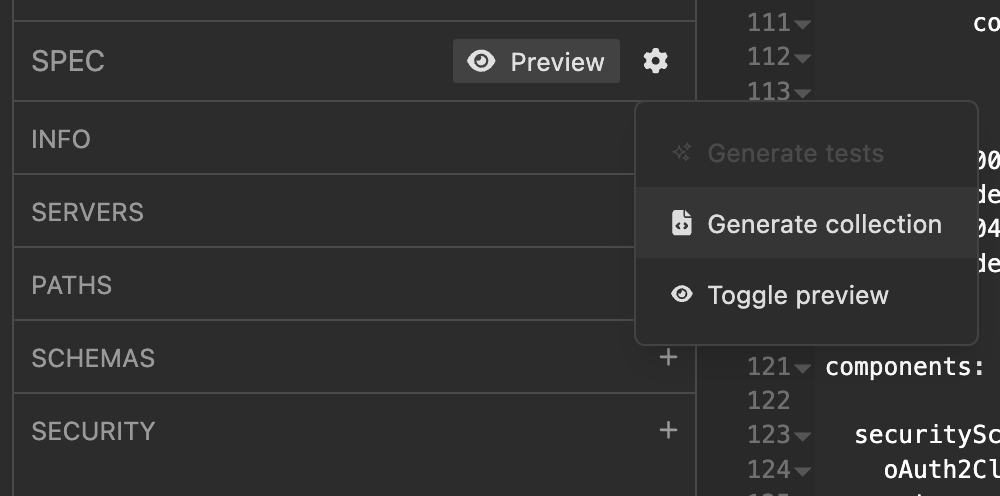 SPEC
Preview
INFO
SERVERS
PATHS
SCHEMAS
+
SECURITY
+
Generate tests
Generate collection
Toggle preview
111
co
112
113
00
de
04
de
121
components:
122
123
securitySc
124
oAuth2Cl